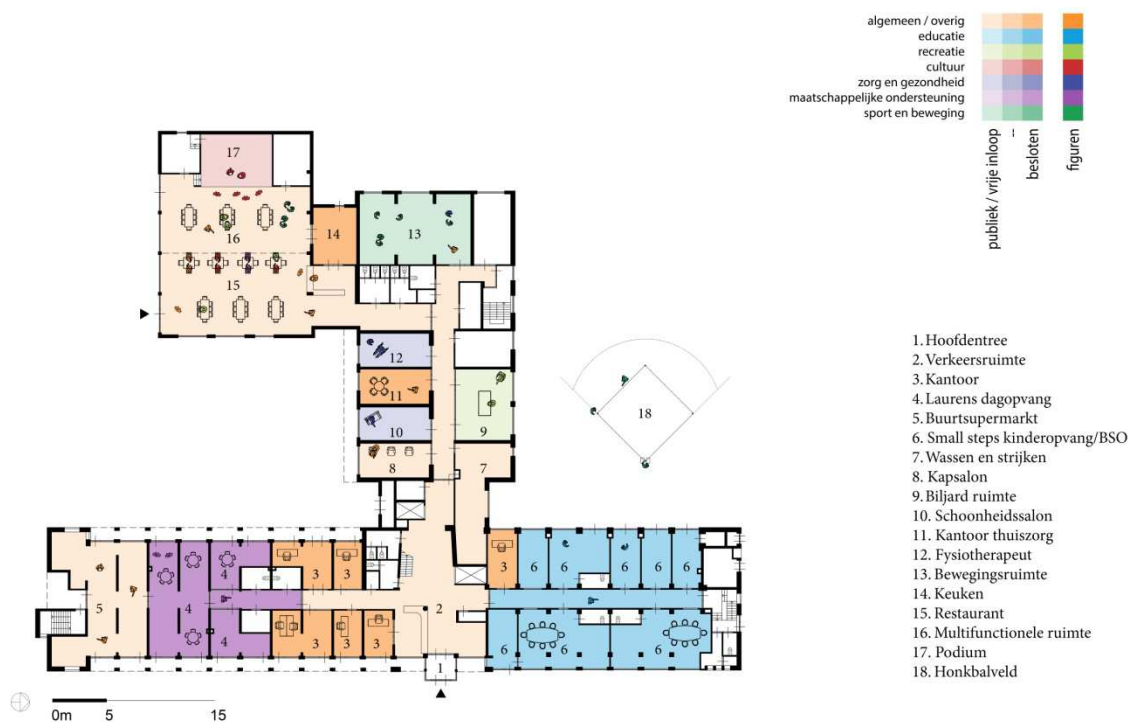 algemeen / overig
educatie
recreatie
cultuur
zorg en gezondheid
maatschappelijke ondersteuning
sport en beweging
publiek / vrije inloop
–
besloten
figuren
17
16
14
13
15
12
11
10
9
8
7
18
4
3
3
3
6
6
6
6
6
6
5
4
2
4
3
3
3
6
6
6
1
0m
5
15
1. Hoofdentree
2. Verkeersruimte
3. Kantoor
4. Laurens dagopvang
5. Buurtsupermarkt
6. Small steps kinderopvang/BSO
7. Wassen en strijken
8. Kapsalon
9. Biljard ruimte
10. Schoonheidssalon
11. Kantoor thuiszorg
12. Fysiotherapeut
13. Bewegingsruimte
14. Keuken
15. Restaurant
16. Multifunctionele ruimte
17. Podium
18. Honkbalveld